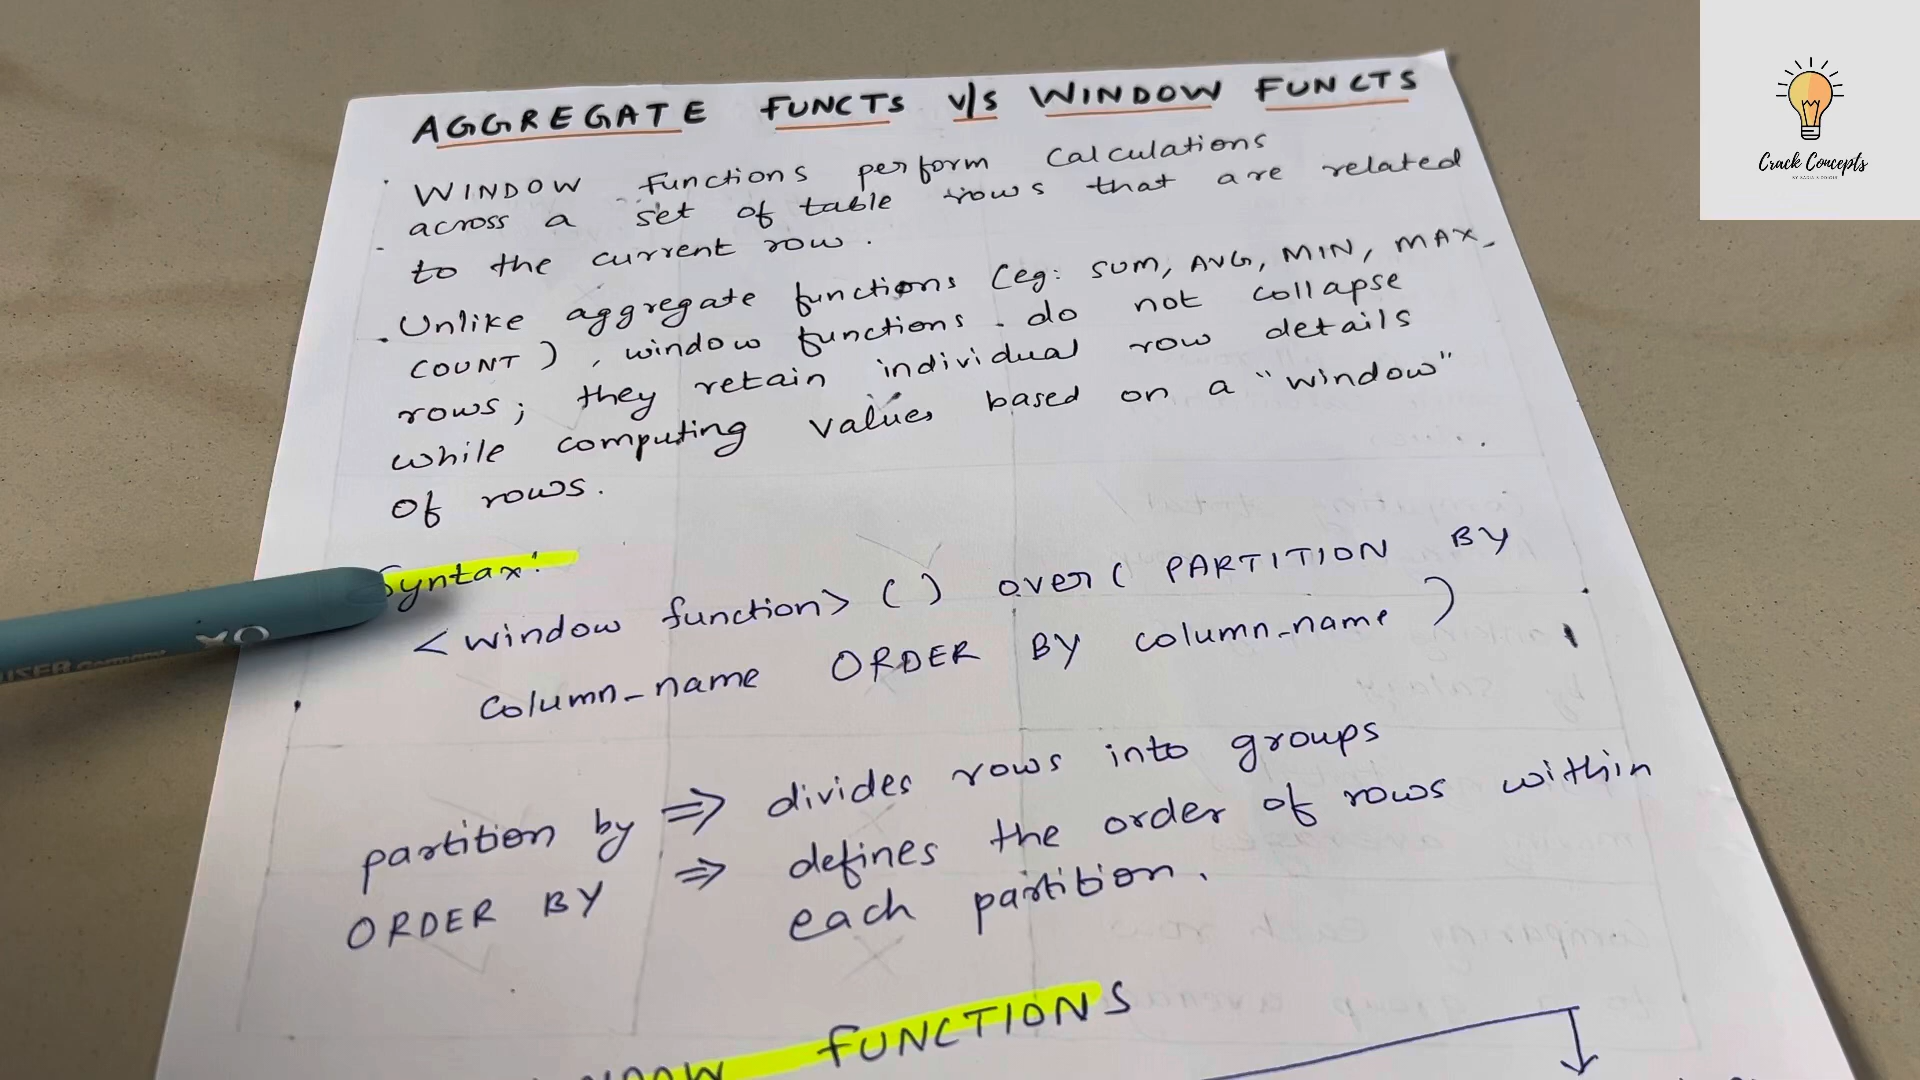 AGGREGATE FUNCTS V/S WINDOW FUNCTS
WINDOW functions perform calculations
across a set of table rows that are related
to the current row.
Unlike aggregate functions (eg: SUM, AVG, MIN, MAX,
COUNT), window functions do not collapse
rows; they retain individual row details
while computing values based on a "window"
of rows.
Syntax:
<window function> () over( PARTITION BY
column_name ORDER BY column_name )
partition by ⇒ divides rows into groups
ORDER BY ⇒ defines the order of rows within
each partition.
FUNCTIONS
Crack Concepts